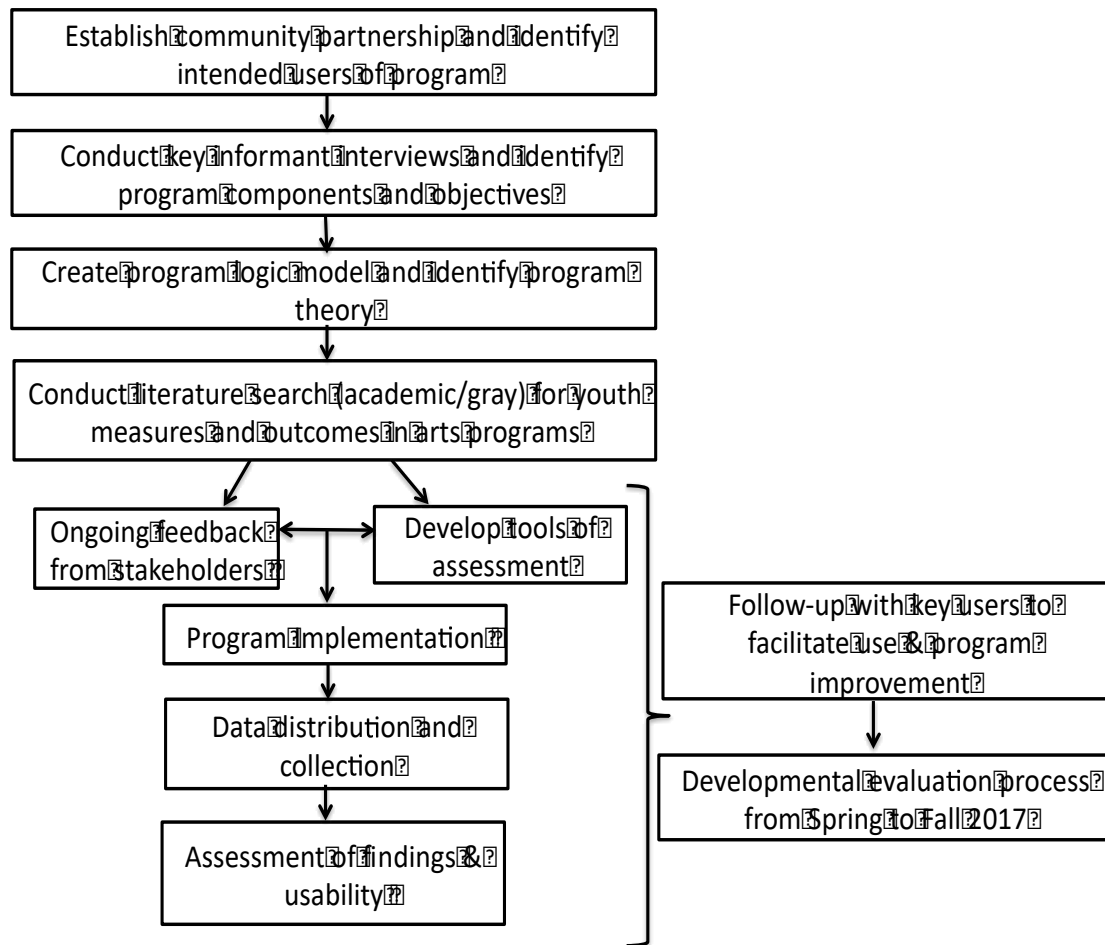 Establish community partnership and identify
intended users of program
Conduct key informant interviews and identify
program components and objectives
Create program logic model and identify program
theory
Conduct literature search (academic/gray) for youth
measures and outcomes in arts programs
Ongoing feedback
from stakeholders
Develop tools of
assessment
Program Implementation
Data distribution and
collection
Assessment of findings &
usability
Follow-up with key users to
facilitate use & program
improvement
Developmental evaluation process
from Spring to Fall 2017